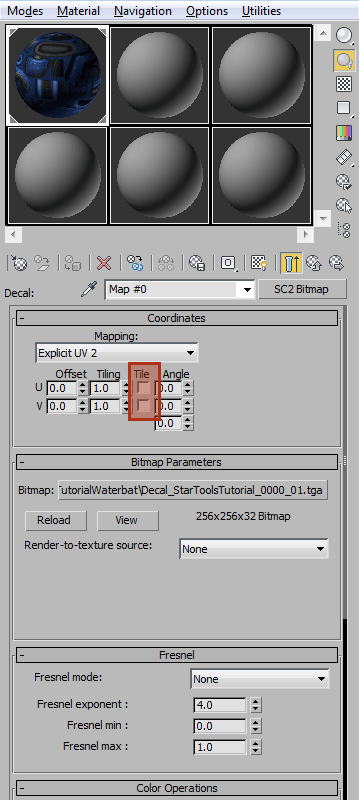 Modes Material Navigation Options Utilities
Decal: Map #0 SC2 Bitmap
- Coordinates
Mapping:
Explicit UV 2
Offset Tiling Tile Angle
U 0.0 1.0 0.0
V 0.0 1.0 0.0
0.0
- Bitmap Parameters
Bitmap: TutorialWaterbat\Decal_StarToolsTutorial_0000_01.tga
Reload View 256x256x32 Bitmap
Render-to-texture source: None
- Fresnel
Fresnel mode: None
Fresnel exponent : 4.0
Fresnel min : 0.0
Fresnel max : 1.0
- Color Operations